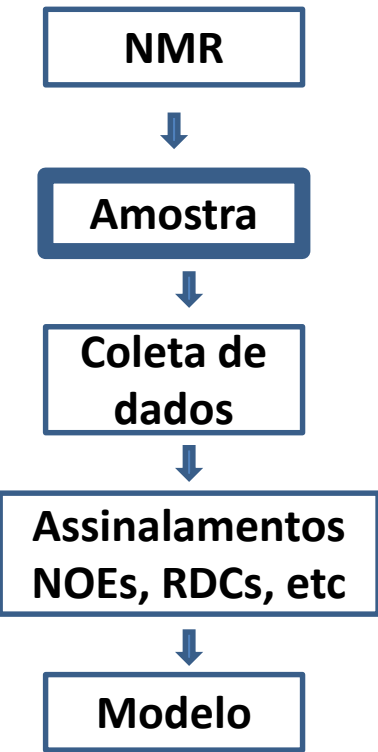 NMR
Amostra
Coleta de
dados
Assinalamentos
NOEs, RDCs, etc
Modelo